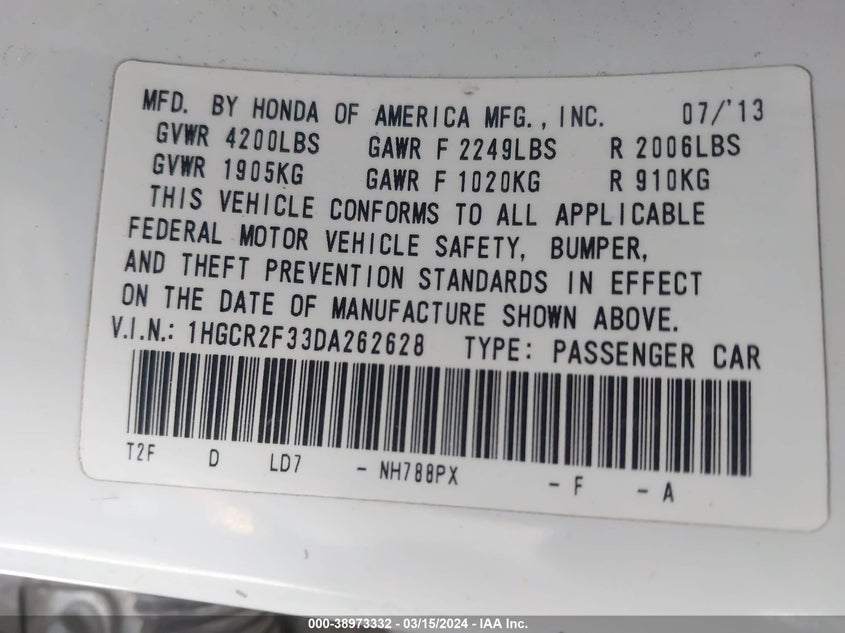 MFD. BY HONDA OF AMERICA MFG., INC. 07/'13
GVWR 4200LBS GAWR F 2249LBS R 2006LBS
GVWR 1905KG GAWR F 1020KG R 910KG
THIS VEHICLE CONFORMS TO ALL APPLICABLE
FEDERAL MOTOR VEHICLE SAFETY, BUMPER,
AND THEFT PREVENTION STANDARDS IN EFFECT
ON THE DATE OF MANUFACTURE SHOWN ABOVE.
V.I.N.: 1HGCR2F33DA262628 TYPE: PASSENGER CAR
T2F D LD7 - NH788PX - F - A
000-38973332 - 03/15/2024 - IAA Inc.